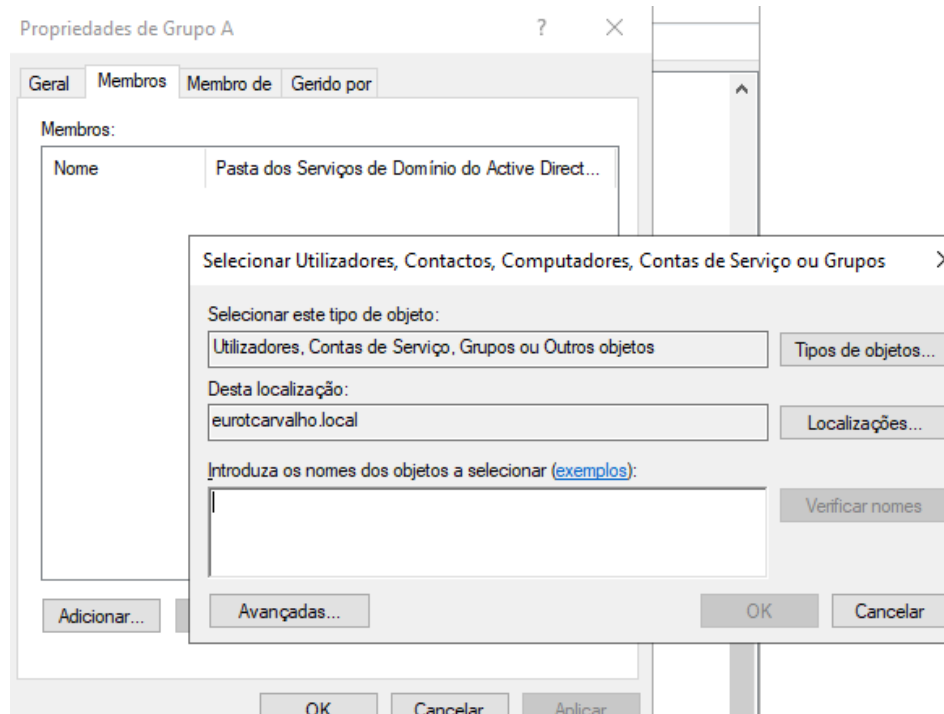 Propriedades de Grupo A
?
Geral Membros Membro de Gerido por
Membros:
Nome Pasta dos Serviços de Domínio do Active Direct...
Selecionar Utilizadores, Contactos, Computadores, Contas de Serviço ou Grupos
Selecionar este tipo de objeto:
Utilizadores, Contas de Serviço, Grupos ou Outros objetos Tipos de objetos...
Desta localização:
eurotcarvalho.local Localizações...
Introduza os nomes dos objetos a selecionar (exemplos):
Verificar nomes
Adicionar... Avançadas... OK Cancelar
OK Cancelar Aplicar